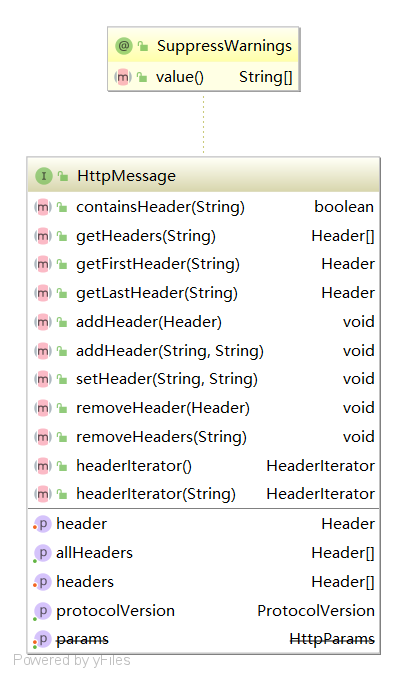 @ SuppressWarnings
m value() String[]
I HttpMessage
m containsHeader(String) boolean
m getHeaders(String) Header[]
m getFirstHeader(String) Header
m getLastHeader(String) Header
m addHeader(Header) void
m addHeader(String, String) void
m setHeader(String, String) void
m removeHeader(Header) void
m removeHeaders(String) void
m headerIterator() HeaderIterator
m headerIterator(String) HeaderIterator
p header Header
p allHeaders Header[]
p headers Header[]
p protocolVersion ProtocolVersion
p params HttpParams
Powered by yFiles